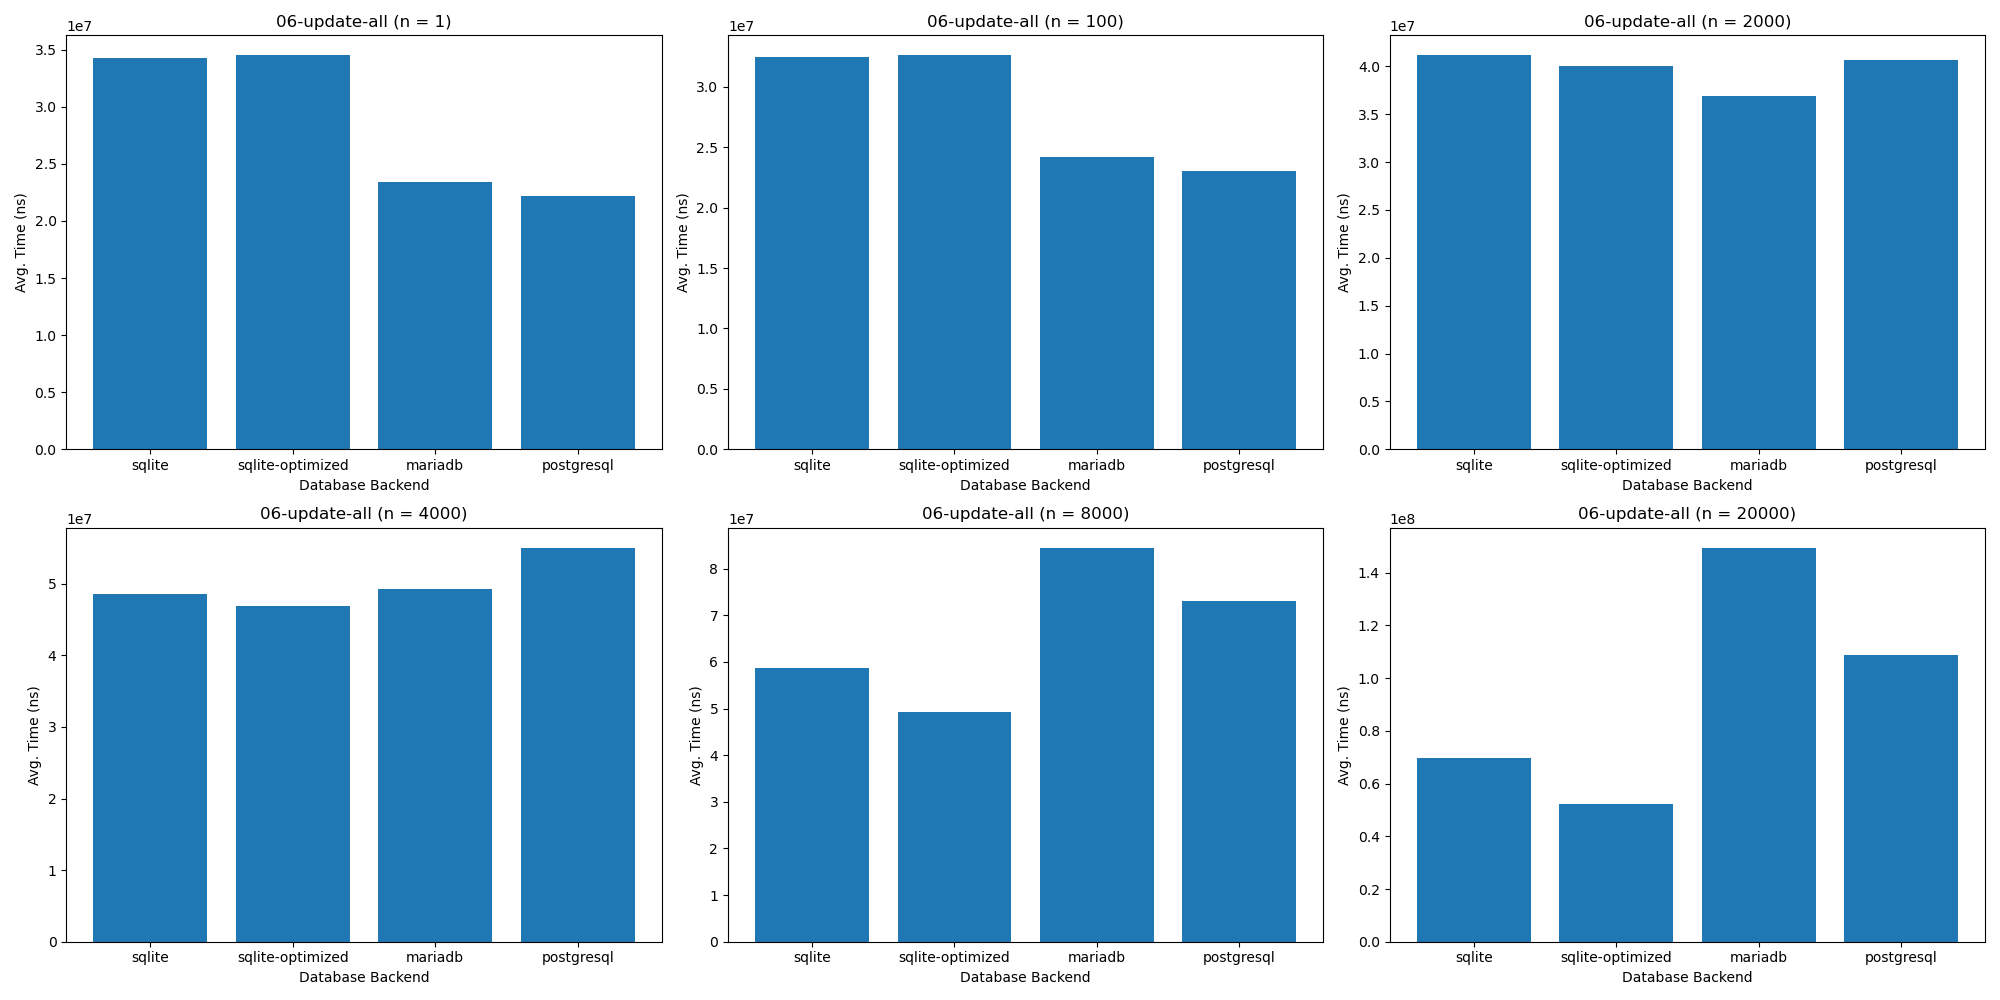 06-update-all (n = 1)
1e7
3.5
3.0
2.5
2.0
1.5
1.0
0.5
0.0
Avg. Time (ns)
sqlite sqlite-optimized mariadb postgresql
Database Backend
06-update-all (n = 100)
1e7
3.0
2.5
2.0
1.5
1.0
0.5
0.0
Avg. Time (ns)
sqlite sqlite-optimized mariadb postgresql
Database Backend
06-update-all (n = 2000)
1e7
4.0
3.5
3.0
2.5
2.0
1.5
1.0
0.5
0.0
Avg. Time (ns)
sqlite sqlite-optimized mariadb postgresql
Database Backend
06-update-all (n = 4000)
1e7
5
4
3
2
1
0
Avg. Time (ns)
sqlite sqlite-optimized mariadb postgresql
Database Backend
06-update-all (n = 8000)
1e7
8
7
6
5
4
3
2
1
0
Avg. Time (ns)
sqlite sqlite-optimized mariadb postgresql
Database Backend
06-update-all (n = 20000)
1e8
1.4
1.2
1.0
0.8
0.6
0.4
0.2
0.0
Avg. Time (ns)
sqlite sqlite-optimized mariadb postgresql
Database Backend